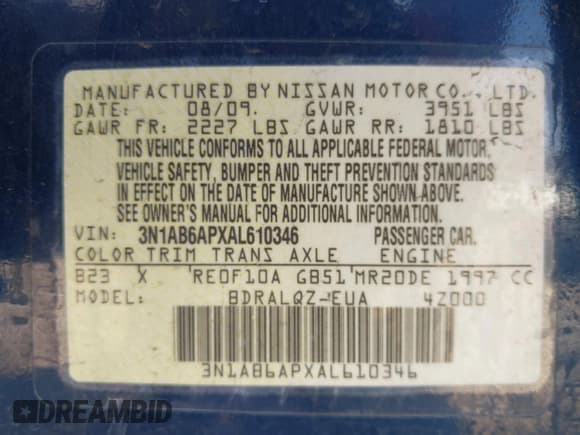 MANUFACTURED BY NISSAN MOTOR CO., LTD.
DATE: 08/09. GVWR: 3951 LBS
GAWR FR: 2227 LBS GAWR RR: 1810 LBS
THIS VEHICLE CONFORMS TO ALL APPLICABLE FEDERAL MOTOR.
VEHICLE SAFETY, BUMPER AND THEFT PREVENTION STANDARDS
IN EFFECT ON THE DATE OF MANUFACTURE SHOWN ABOVE.
SEE OWNER'S MANUAL FOR ADDITIONAL INFORMATION.
VIN: 3N1AB6APXAL610346 PASSENGER CAR.
COLOR TRIM TRANS AXLE ENGINE
B23 X RE0F10A GB51 MR20DE 1997 CC
MODEL: BDRALQZ-EUA 4Z000
3N1AB6APXAL610346
DREAMBID